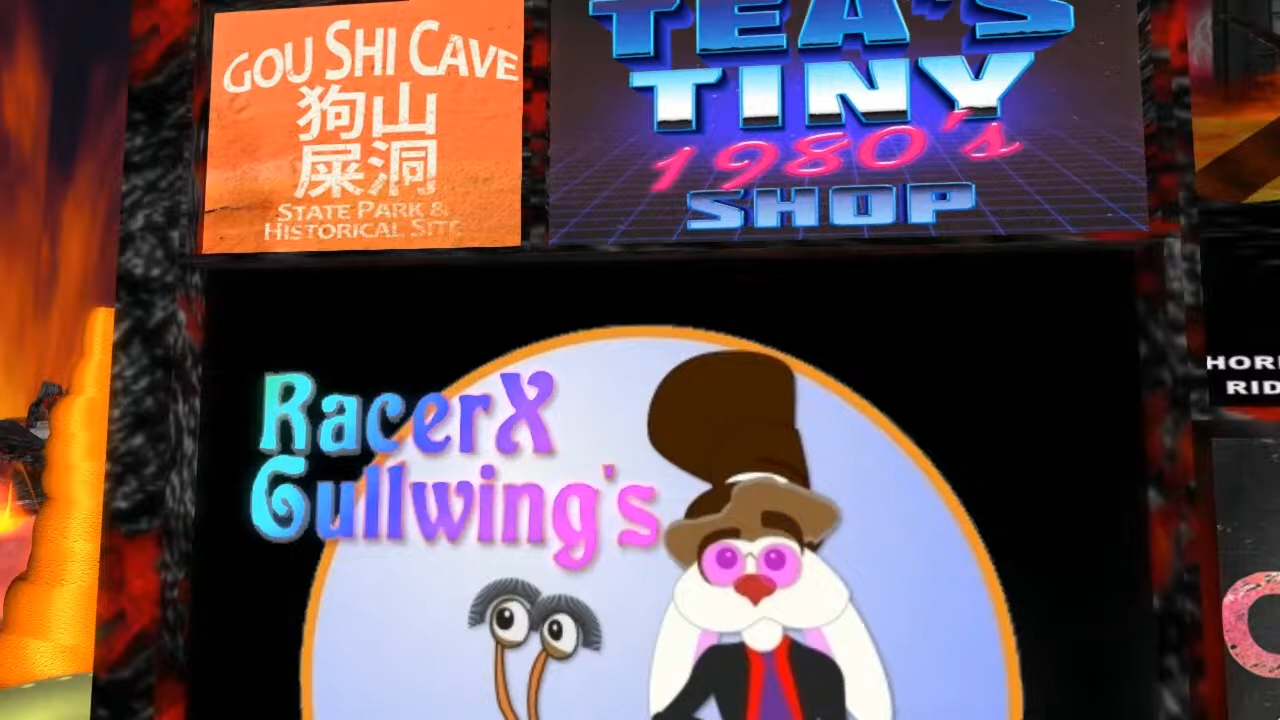 GOU SHI CAVE
狗山
屎洞
STATE PARK &
HISTORICAL SITE
TEA'S
TINY
1980's
SHOP
RacerX
Gullwing's